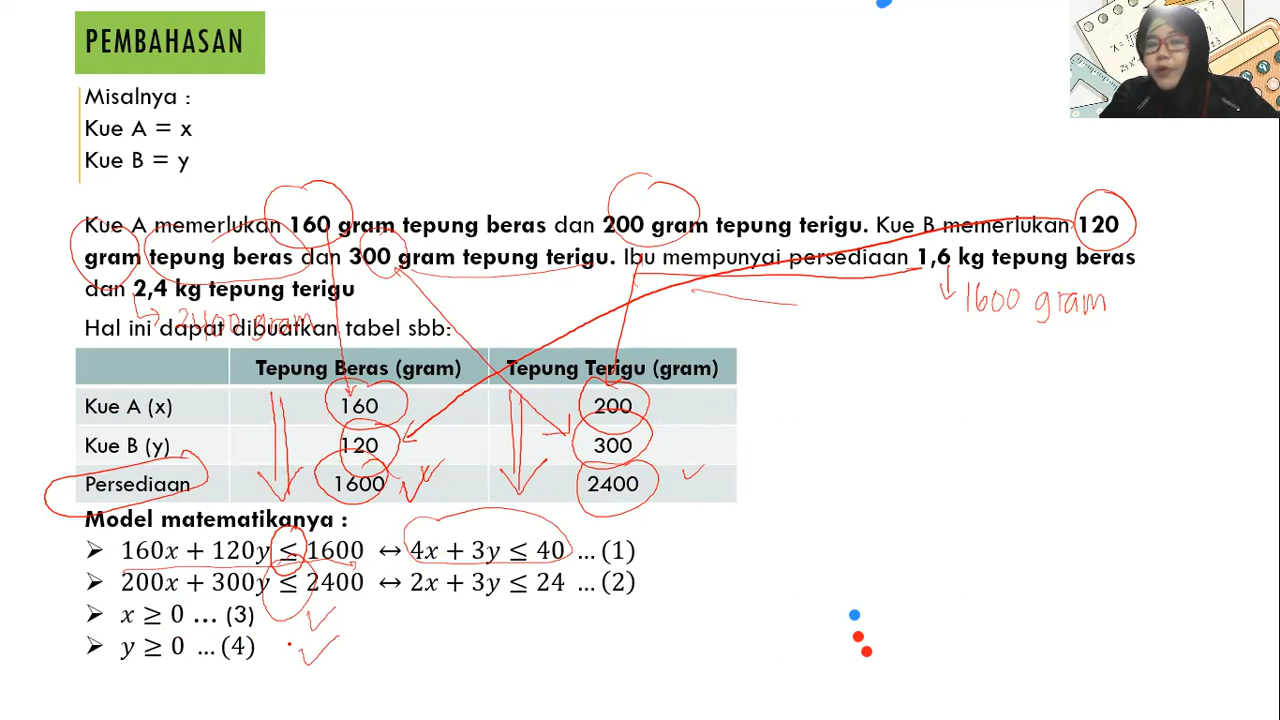 PEMBAHASAN
Misalnya :
Kue A = x
Kue B = y
Kue A memerlukan 160 gram tepung beras dan 200 gram tepung terigu. Kue B memerlukan 120
gram tepung beras dan 300 gram tepung terigu. Ibu mempunyai persediaan 1,6 kg tepung beras
dan 2,4 kg tepung terigu
1600 gram
2400 gram
Hal ini dapat dibuatkan tabel sbb:
Tepung Beras (gram) Tepung Terigu (gram)
Kue A (x) 160 200
Kue B (y) 120 300
Persediaan 1600 2400
Model matematikanya :
➢ 160x + 120y ≤ 1600 ↔ 4x + 3y ≤ 40 ... (1)
➢ 200x + 300y ≤ 2400 ↔ 2x + 3y ≤ 24 ... (2)
➢ x ≥ 0 ... (3)
➢ y ≥ 0 ... (4)